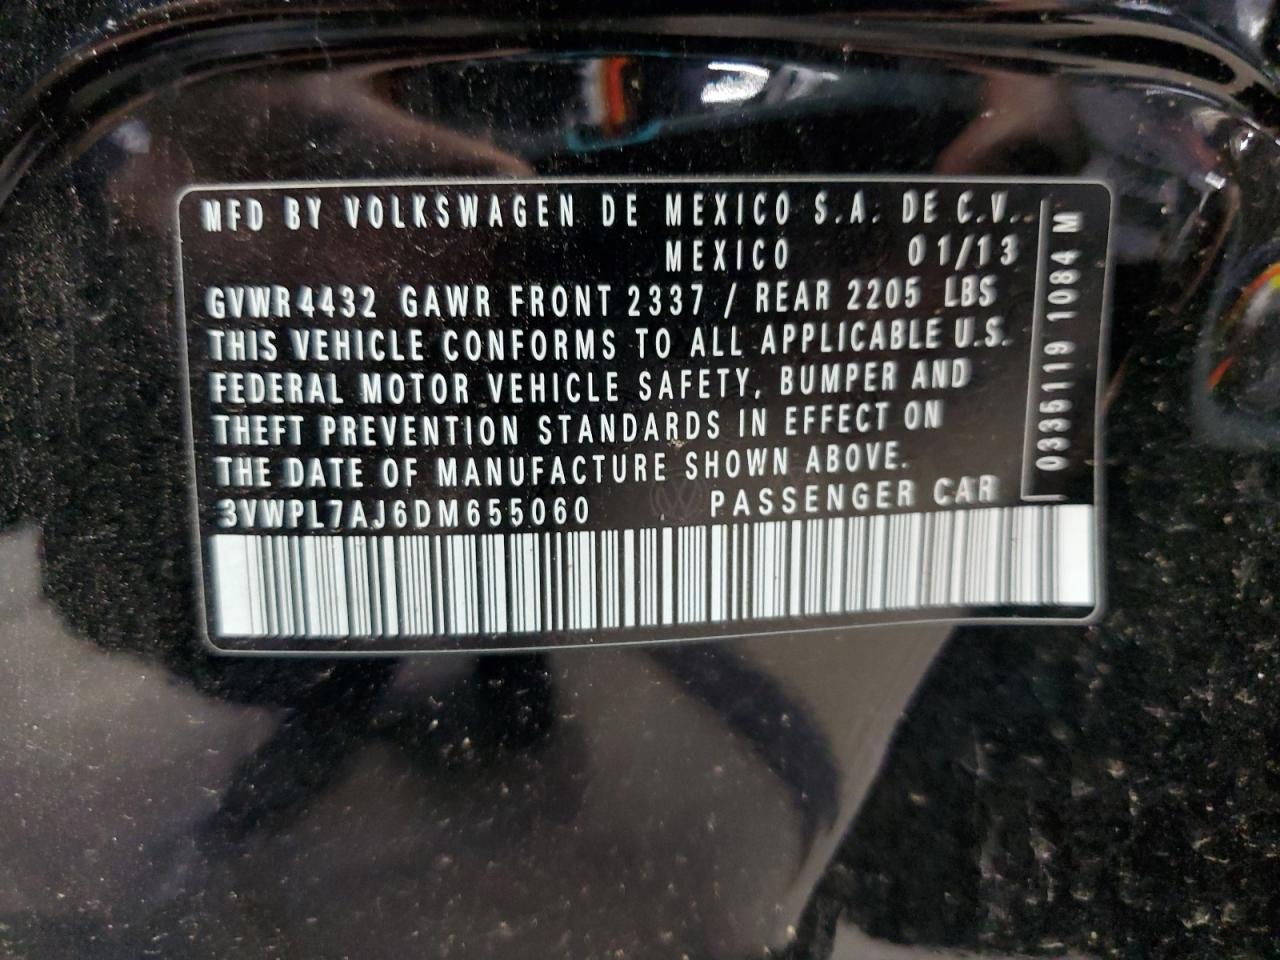 MFD BY VOLKSWAGEN DE MEXICO S.A. DE C.V..
MEXICO 01/13
GVWR4432 GAWR FRONT 2337 / REAR 2205 LBS
THIS VEHICLE CONFORMS TO ALL APPLICABLE U.S.
FEDERAL MOTOR VEHICLE SAFETY, BUMPER AND
THEFT PREVENTION STANDARDS IN EFFECT ON
THE DATE OF MANUFACTURE SHOWN ABOVE.
3VWPL7AJ6DM655060 PASSENGER CAR
0335119 1084 M